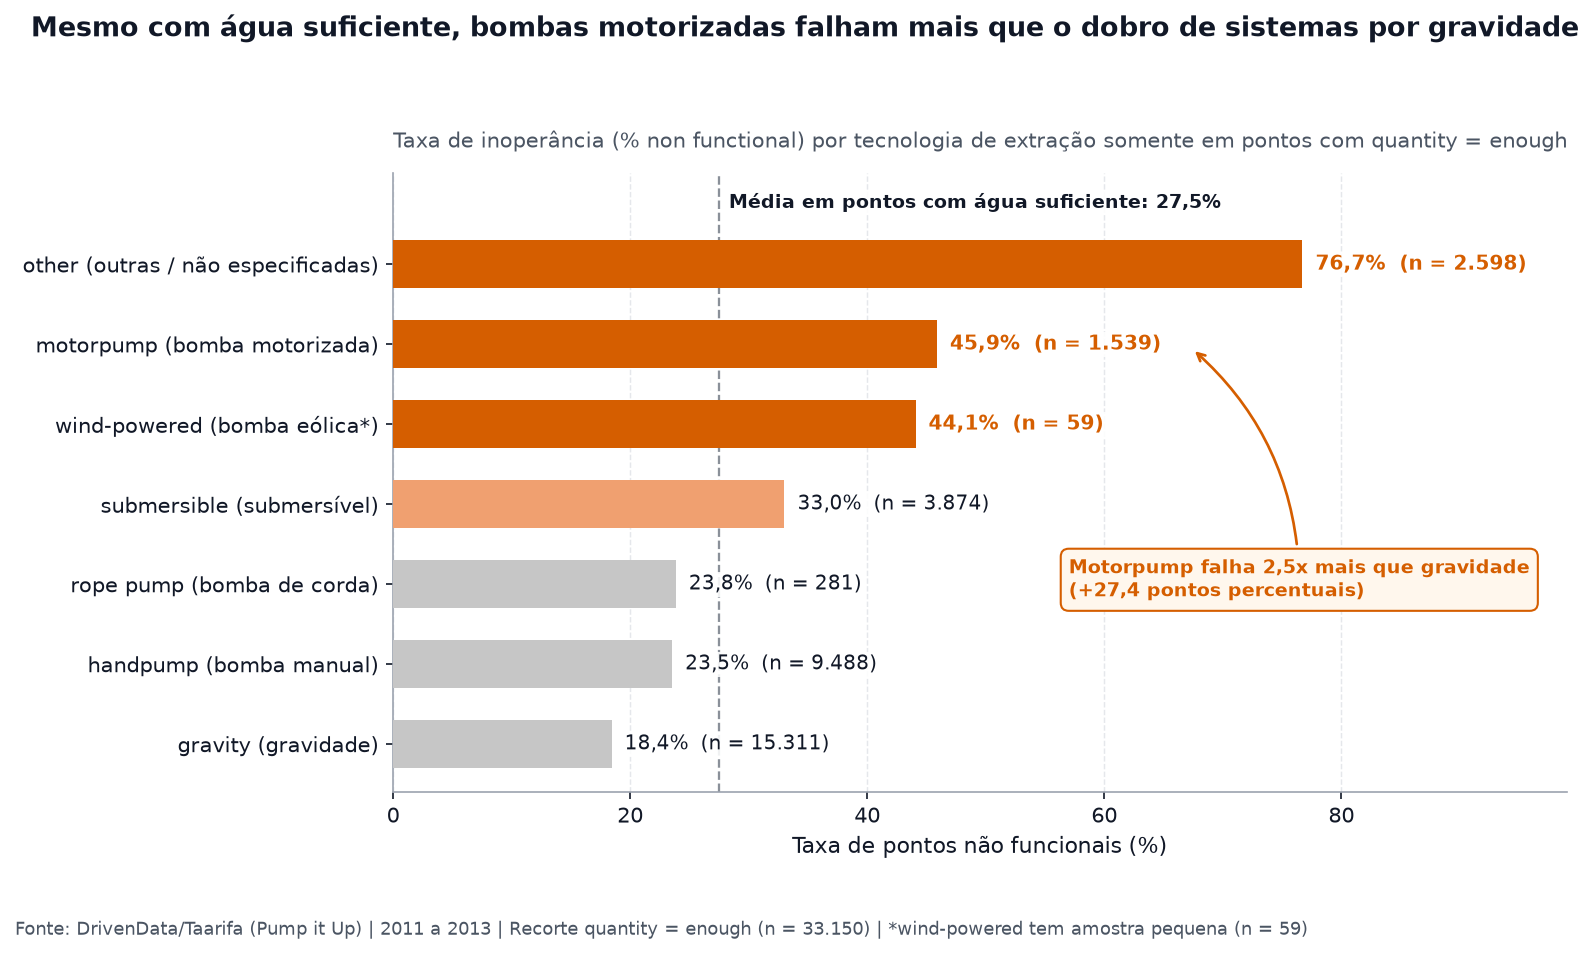 Mesmo com água suficiente, bombas motorizadas falham mais que o dobro de sistemas por gravidade
Taxa de inoperância (% non functional) por tecnologia de extração somente em pontos com quantity = enough
Média em pontos com água suficiente: 27,5%
other (outras / não especificadas)
76,7% (n = 2.598)
motorpump (bomba motorizada)
45,9% (n = 1.539)
wind-powered (bomba eólica*)
44,1% (n = 59)
submersible (submersível)
33,0% (n = 3.874)
Motorpump falha 2,5x mais que gravidade
(+27,4 pontos percentuais)
rope pump (bomba de corda)
23,8% (n = 281)
handpump (bomba manual)
23,5% (n = 9.488)
gravity (gravidade)
18,4% (n = 15.311)
0 20 40 60 80
Taxa de pontos não funcionais (%)
Fonte: DrivenData/Taarifa (Pump it Up) | 2011 a 2013 | Recorte quantity = enough (n = 33.150) | *wind-powered tem amostra pequena (n = 59)